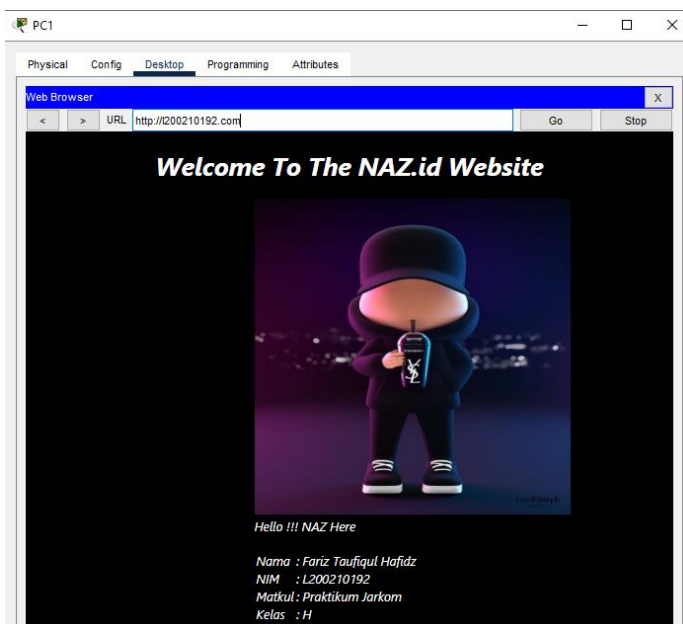 PC1
Physical Config Desktop Programming Attributes
Web Browser X
< > URL http://l200210192.com Go Stop
Welcome To The NAZ.id Website
YSL
Hello !!! NAZ Here
Nama : Fariz Taufiqul Hafidz
NIM : L200210192
Matkul : Praktikum Jarkom
Kelas : H